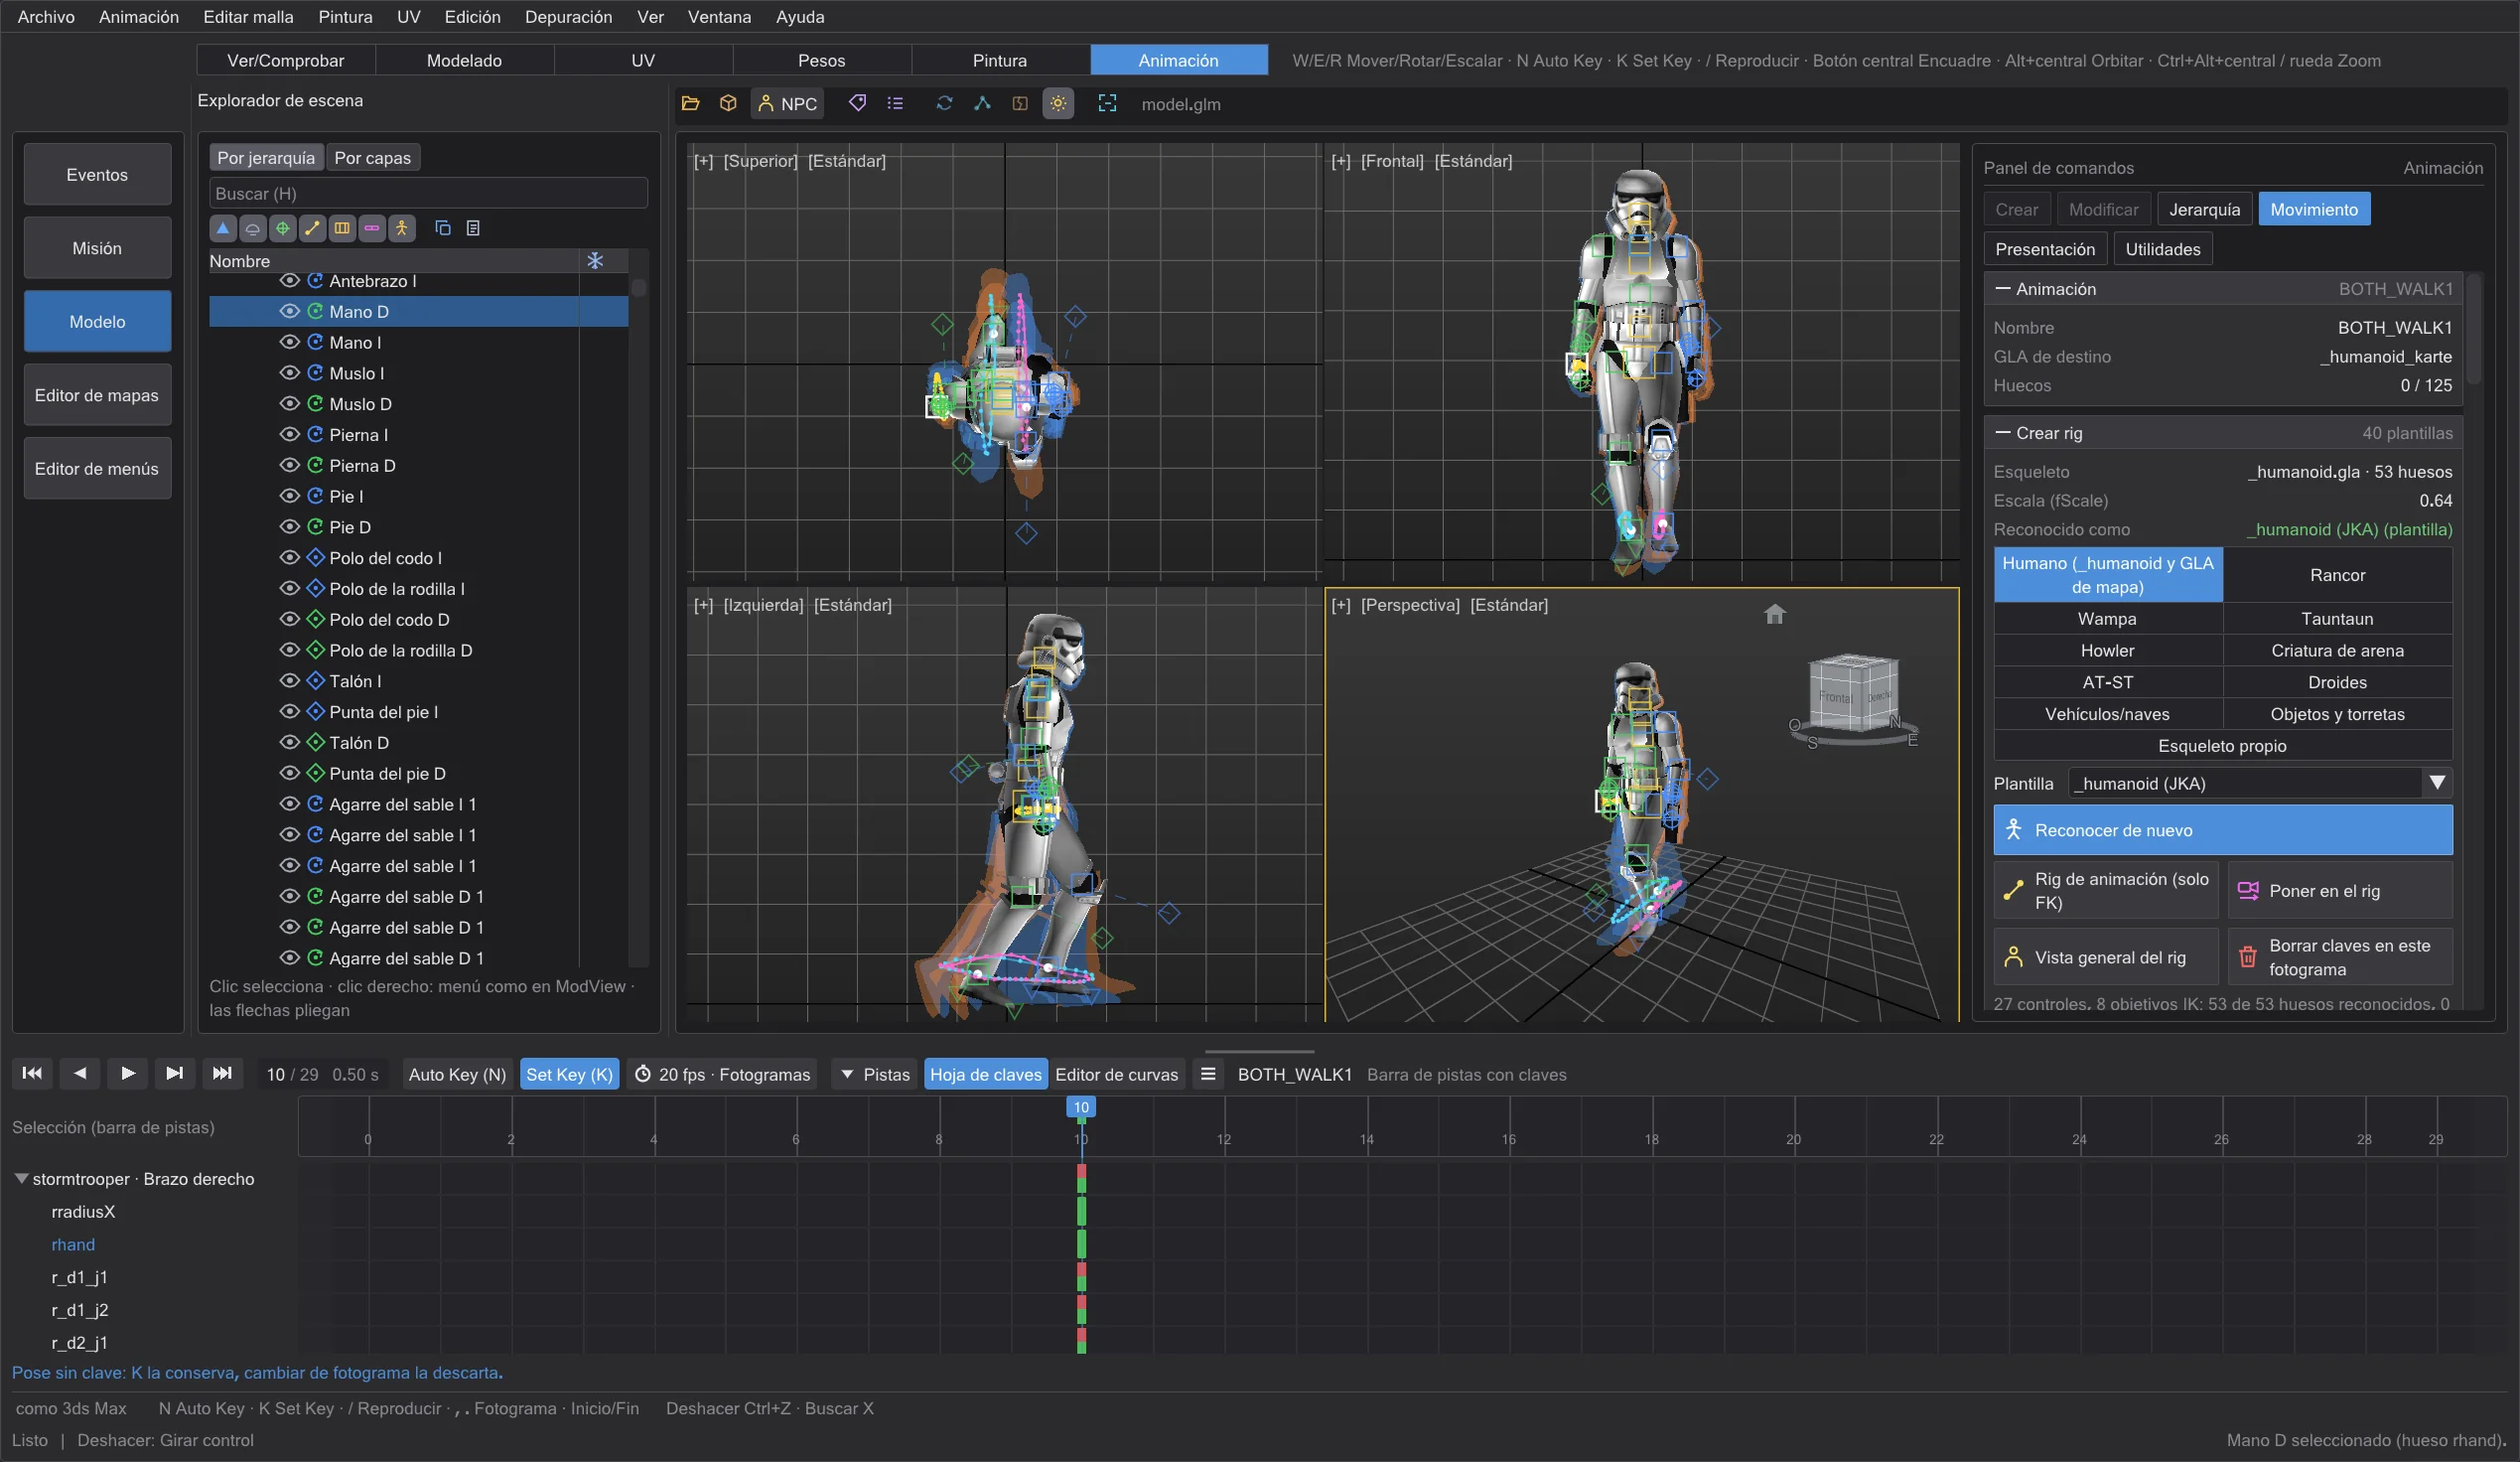 Archivo Animación Editar malla Pintura UV Edición Depuración Ver Ventana Ayuda
Ver/Comprobar Modelado UV Pesos Pintura Animación W/E/R Mover/Rotar/Escalar · N Auto Key · K Set Key · / Reproducir · Botón central Encuadre · Alt+central Orbitar · Ctrl+Alt+central / rueda Zoom
Eventos
Misión
Modelo
Editor de mapas
Editor de menús
Explorador de escena
Por jerarquía Por capas
Buscar (H)
Nombre
Antebrazo I
Mano D
Mano I
Muslo I
Muslo D
Pierna I
Pierna D
Pie I
Pie D
Polo del codo I
Polo de la rodilla I
Polo del codo D
Polo de la rodilla D
Talón I
Punta del pie I
Talón D
Punta del pie D
Agarre del sable I 1
Agarre del sable I 1
Agarre del sable I 1
Agarre del sable D 1
Agarre del sable D 1
Agarre del sable D 1
Clic selecciona · clic derecho: menú como en ModView ·
las flechas pliegan
NPC model.glm
[+] [Superior] [Estándar]
[+] [Frontal] [Estándar]
[+] [Izquierda] [Estándar]
[+] [Perspectiva] [Estándar]
Frontal Derecha
O S N E
Panel de comandos Animación
Crear Modificar Jerarquía Movimiento
Presentación Utilidades
Animación BOTH_WALK1
Nombre BOTH_WALK1
GLA de destino _humanoid_karte
Huecos 0 / 125
Crear rig 40 plantillas
Esqueleto _humanoid.gla · 53 huesos
Escala (fScale) 0.64
Reconocido como _humanoid (JKA) (plantilla)
Humano (_humanoid y GLA
de mapa)
Rancor
Wampa Tauntaun
Howler Criatura de arena
AT-ST Droides
Vehículos/naves Objetos y torretas
Esqueleto propio
Plantilla _humanoid (JKA)
Reconocer de nuevo
Rig de animación (solo
FK)
Poner en el rig
Vista general del rig
Borrar claves en este
fotograma
27 controles, 8 objetivos IK: 53 de 53 huesos reconocidos, 0
10 / 29 0.50 s Auto Key (N) Set Key (K) 20 fps · Fotogramas Pistas Hoja de claves Editor de curvas BOTH_WALK1 Barra de pistas con claves
10
Selección (barra de pistas)
0 2 4 6 8 10 12 14 16 18 20 22 24 26 28 29
stormtrooper · Brazo derecho
rradiusX
rhand
r_d1_j1
r_d1_j2
r_d2_j1
Pose sin clave: K la conserva, cambiar de fotograma la descarta.
como 3ds Max N Auto Key · K Set Key · / Reproducir · , . Fotograma · Inicio/Fin Deshacer Ctrl+Z · Buscar X
Listo | Deshacer: Girar control
Mano D seleccionado (hueso rhand).